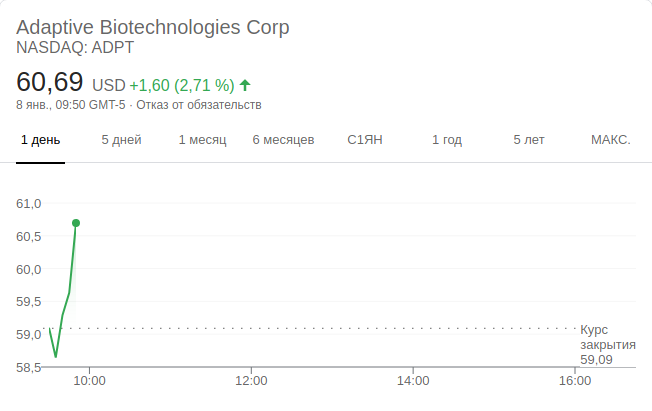 Adaptive Biotechnologies Corp
NASDAQ: ADPT
60,69 USD +1,60 (2,71 %)
8 янв., 09:50 GMT-5 · Отказ от обязательств
1 день 5 дней 1 месяц 6 месяцев С1ЯН 1 год 5 лет МАКС.
61,0
60,5
60,0
59,5
59,0
58,5
Курс
закрытия
59,09
10:00 12:00 14:00 16:00